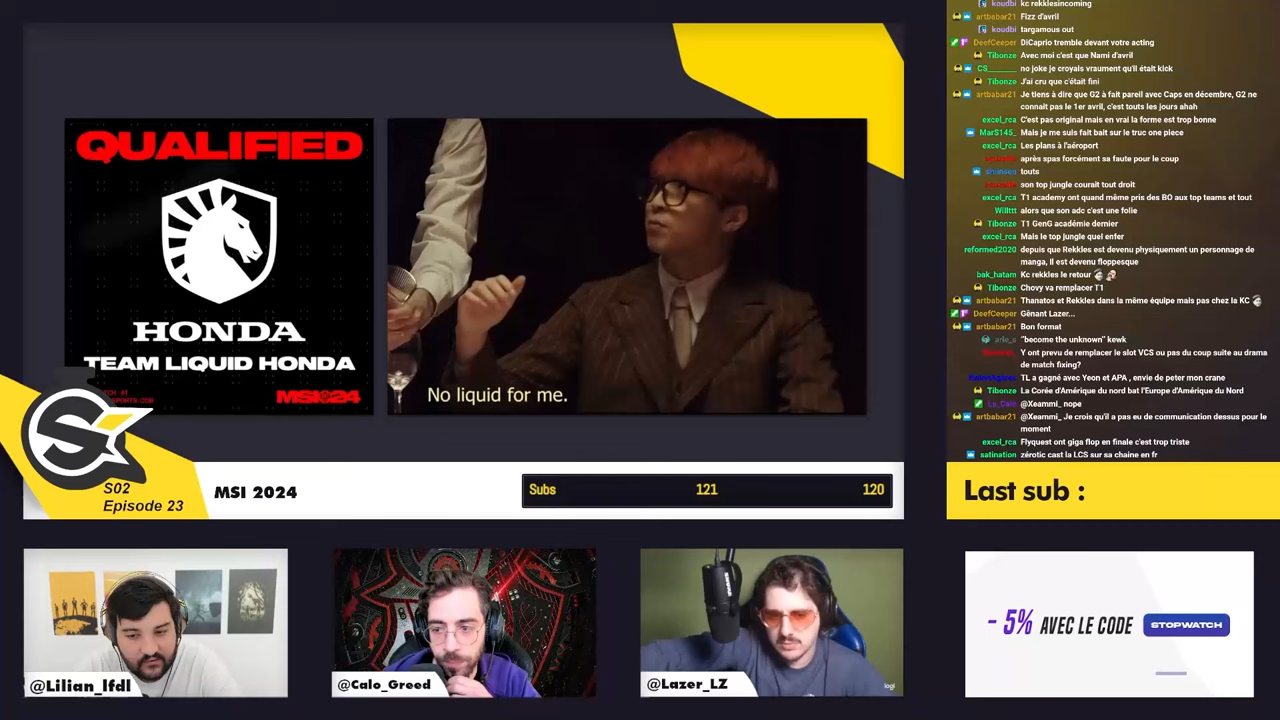 QUALIFIED
HONDA
TEAM LIQUID HONDA
MSI 24
No liquid for me.
S02
Episode 23
MSI 2024
Subs 121 120
@Lilian_lfdl
@Calo_Greed
@Lazer_LZ
logi
koudbi kc rekklesincoming
artbabar21 Fizz d'avril
koudbi targamous out
DeefCeeper DiCaprio tremble devant votre acting
Tibonze Avec moi c'est que Nami d'avril
no joke je croyais vraument qu'il était kick
Tibonze J'ai cru que c'était fini
artbabar21 Je tiens à dire que G2 à fait pareil avec Caps en décembre, G2 ne
connait pas le 1er avril, c'est touts les jours ahah
excel_rca C'est pas original mais en vrai la forme est trop bonne
MarS145_ Mais je me suis fait bait sur le truc one piece
excel_rca Les plans à l'aéroport
après spas forcément sa faute pour le coup
touts
son top jungle courait tout droit
excel_rca T1 academy ont quand même pris des BO aux top teams et tout
Willttt alors que son adc c'est une folie
Tibonze T1 GenG académie dernier
excel_rca Mais le top jungle quel enfer
reformed2020 depuis que Rekkles est devenu physiquement un personnage de
manga, il est devenu floppesque
bak_hatam Kc rekkles le retour
Tibonze Chovy va remplacer T1
artbabar21 Thanatos et Rekkles dans la même équipe mais pas chez la KC
DeefCeeper Gênant Lazer...
artbabar21 Bon format
arle_s "become the unknown" kewk
Y ont prevu de remplacer le slot VCS ou pas du coup suite au drama
de match fixing?
TL a gagné avec Yeon et APA , envie de peter mon crane
Tibonze La Corée d'Amérique du nord bat l'Europe d'Amérique du Nord
@Xeammi_ nope
artbabar21 @Xeammi_ Je crois qu'il a pas eu de communication dessus pour le
moment
excel_rca Flyquest ont giga flop en finale c'est trop triste
satination zérotic cast la LCS sur sa chaine en fr
Last sub :
- 5% AVEC LE CODE STOPWATCH